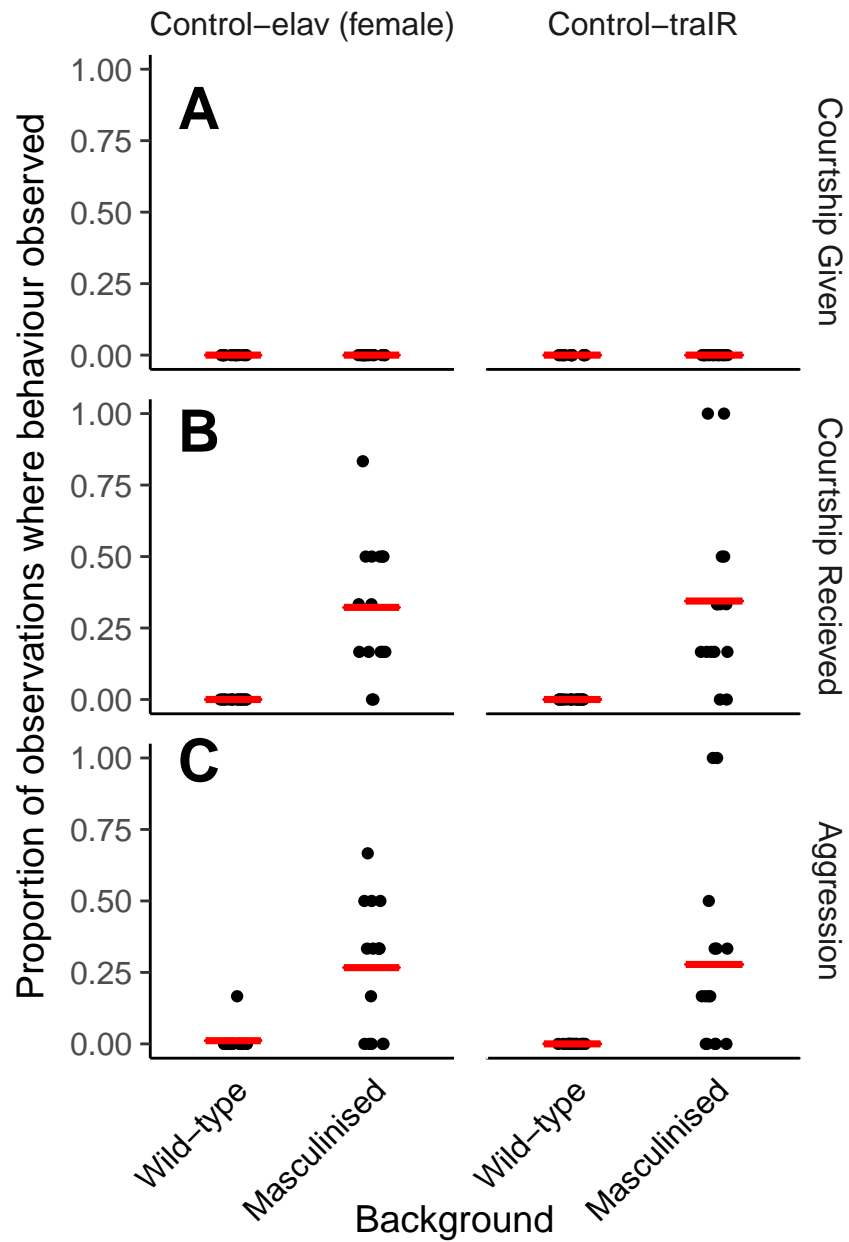 Control−elav (female)
Control−traIR
Proportion of observations where behaviour observed
A
1.00
0.75
0.50
0.25
0.00
Courtship Given
B
1.00
0.75
0.50
0.25
0.00
Courtship Recieved
C
1.00
0.75
0.50
0.25
0.00
Aggression
Wild−type
Masculinised
Wild−type
Masculinised
Background